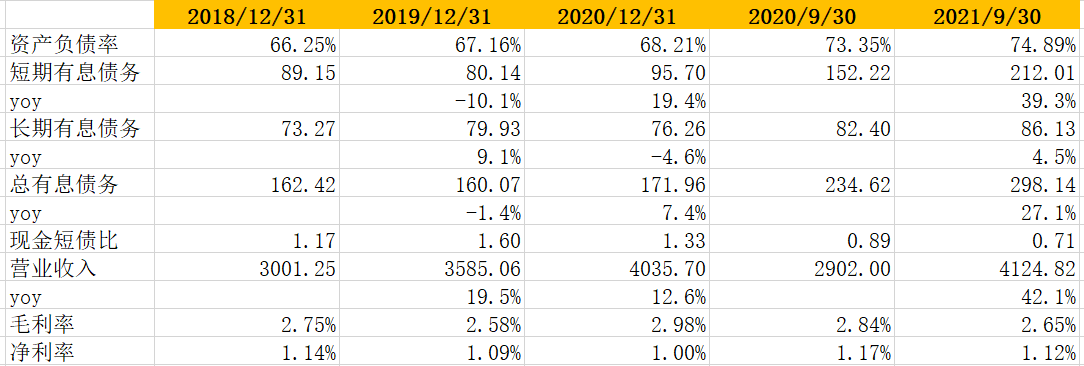 2018/12/31 2019/12/31 2020/12/31 2020/9/30 2021/9/30
资产负债率 66.25% 67.16% 68.21% 73.35% 74.89%
短期有息债务 89.15 80.14 95.70 152.22 212.01
yoy -10.1% 19.4% 39.3%
长期有息债务 73.27 79.93 76.26 82.40 86.13
yoy 9.1% -4.6% 4.5%
总有息债务 162.42 160.07 171.96 234.62 298.14
yoy -1.4% 7.4% 27.1%
现金短债比 1.17 1.60 1.33 0.89 0.71
营业收入 3001.25 3585.06 4035.70 2902.00 4124.82
yoy 19.5% 12.6% 42.1%
毛利率 2.75% 2.58% 2.98% 2.84% 2.65%
净利率 1.14% 1.09% 1.00% 1.17% 1.12%